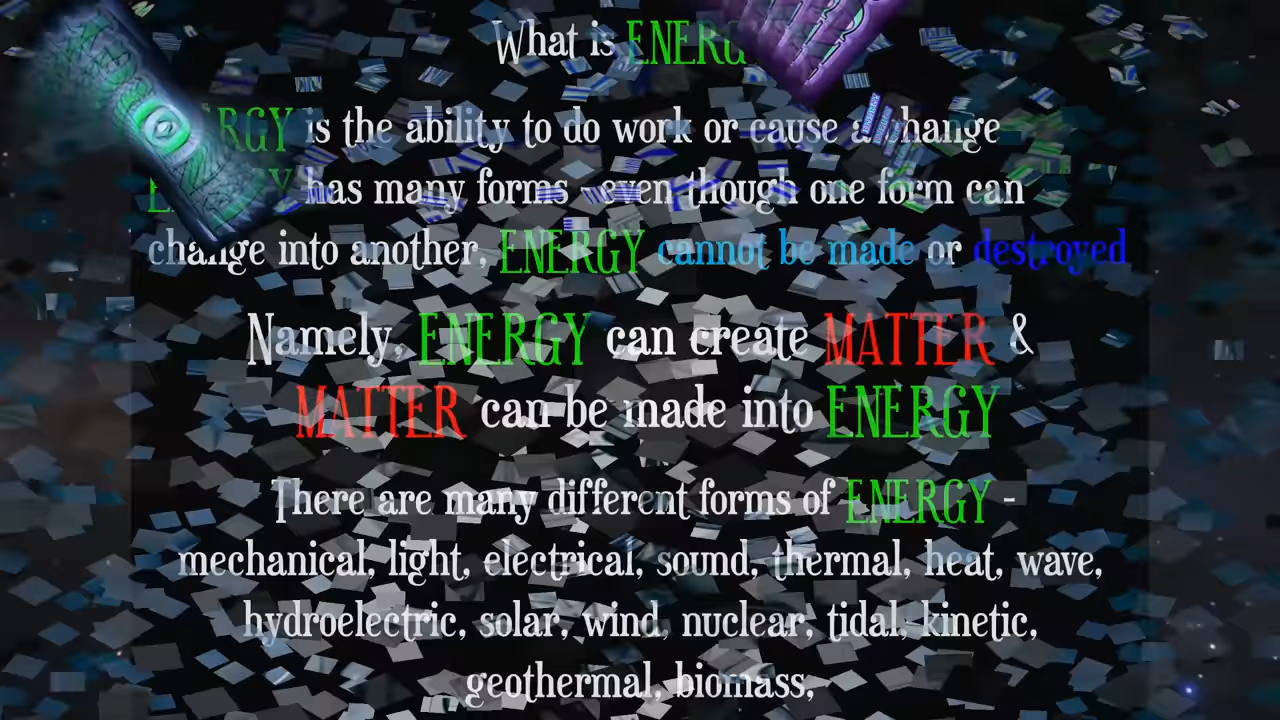 What is ENERGY
ENERGY is the ability to do work or cause a change
ENERGY has many forms - even though one form can
change into another, ENERGY cannot be made or destroyed
Namely, ENERGY can create MATTER &
MATTER can be made into ENERGY
There are many different forms of ENERGY -
mechanical, light, electrical, sound, thermal, heat, wave,
hydroelectric, solar, wind, nuclear, tidal, kinetic,
geothermal, biomass,